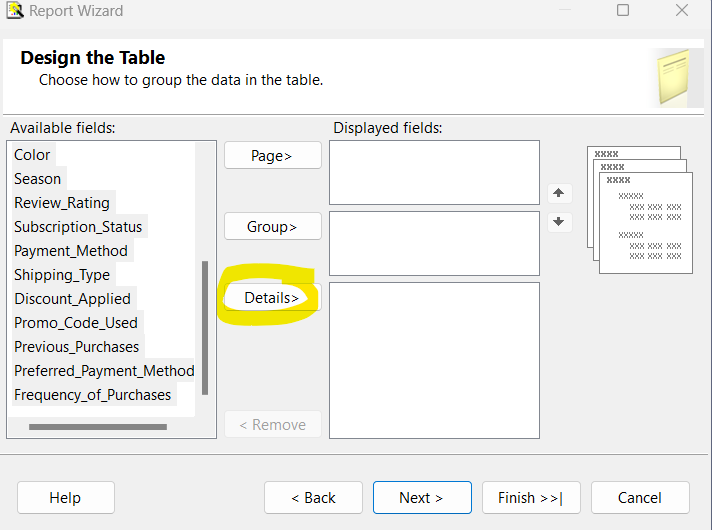 Report Wizard
Design the Table
Choose how to group the data in the table.
Available fields:
Color
Season
Review_Rating
Subscription_Status
Payment_Method
Shipping_Type
Discount_Applied
Promo_Code_Used
Previous_Purchases
Preferred_Payment_Method
Frequency_of_Purchases
Page>
Group>
Details>
< Remove
Displayed fields:
xxxx
xxxx
xxxx
xxxxx
xxx xxx xxx
xxx xxx xxx
xxxxx
xxx xxx xxx
xxx xxx xxx
Help
< Back
Next >
Finish >>|
Cancel